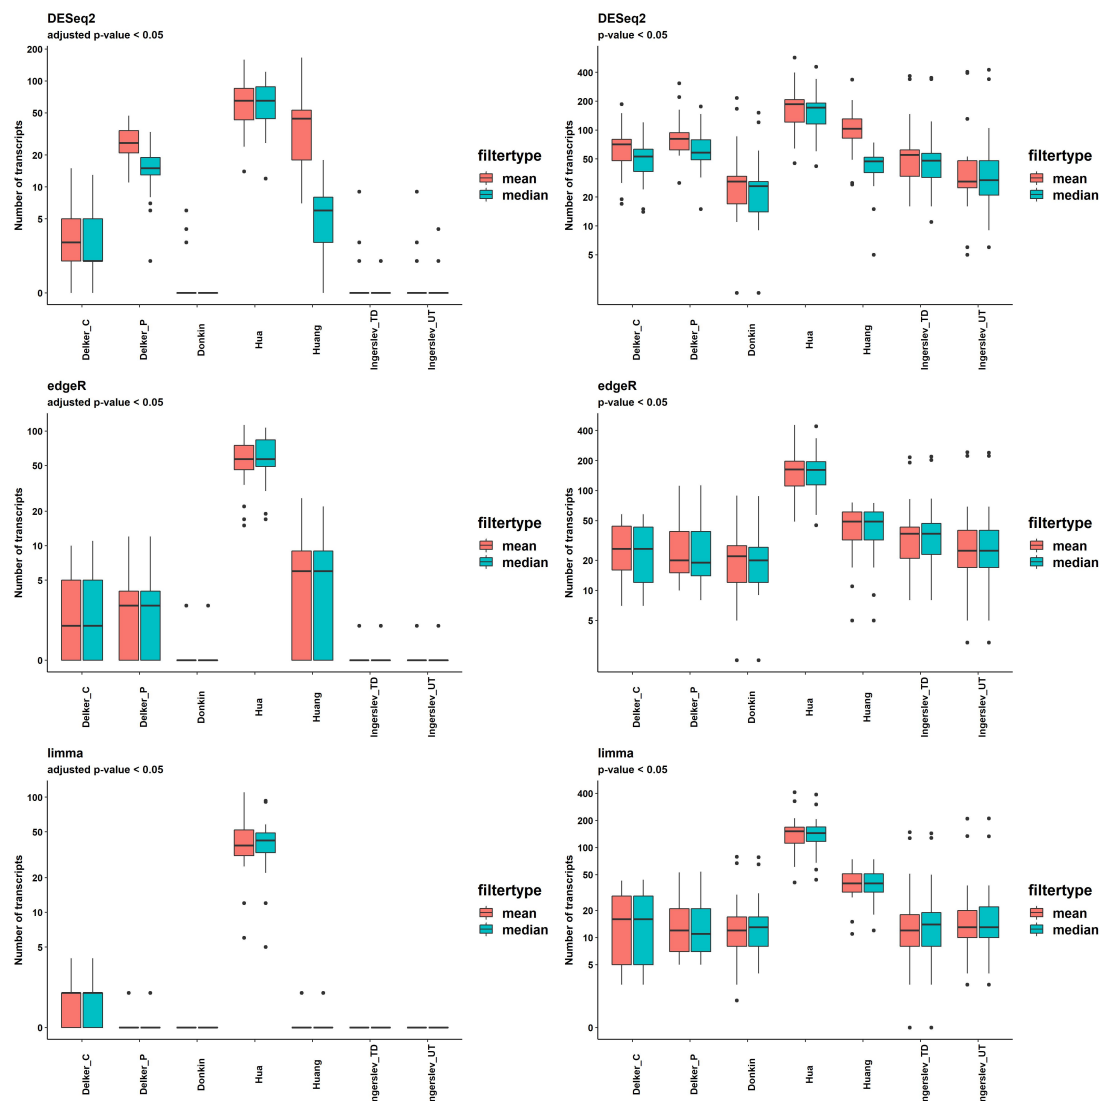 DESeq2
adjusted p-value < 0.05
Number of transcripts
200
100
50
20
10
5
0
Delker_C
Delker_P
Donkin
Hua
Huang
Ingerslev_TD
Ingerslev_UT
filtertype
mean
median
DESeq2
p-value < 0.05
Number of transcripts
400
200
100
50
20
10
5
Delker_C
Delker_P
Donkin
Hua
Huang
Ingerslev_TD
Ingerslev_UT
filtertype
mean
median
edgeR
adjusted p-value < 0.05
Number of transcripts
100
50
20
10
5
0
Delker_C
Delker_P
Donkin
Hua
Huang
Ingerslev_TD
Ingerslev_UT
filtertype
mean
median
edgeR
p-value < 0.05
Number of transcripts
400
200
100
50
20
10
5
Delker_C
Delker_P
Donkin
Hua
Huang
Ingerslev_TD
Ingerslev_UT
filtertype
mean
median
limma
adjusted p-value < 0.05
Number of transcripts
100
50
20
10
5
0
Delker_C
Delker_P
Donkin
Hua
Huang
Ingerslev_TD
Ingerslev_UT
filtertype
mean
median
limma
p-value < 0.05
Number of transcripts
400
200
100
50
20
10
5
0
Delker_C
Delker_P
Donkin
Hua
Huang
Ingerslev_TD
Ingerslev_UT
filtertype
mean
median